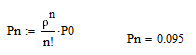 Pn := ρ^n / n! · P0
Pn = 0.095